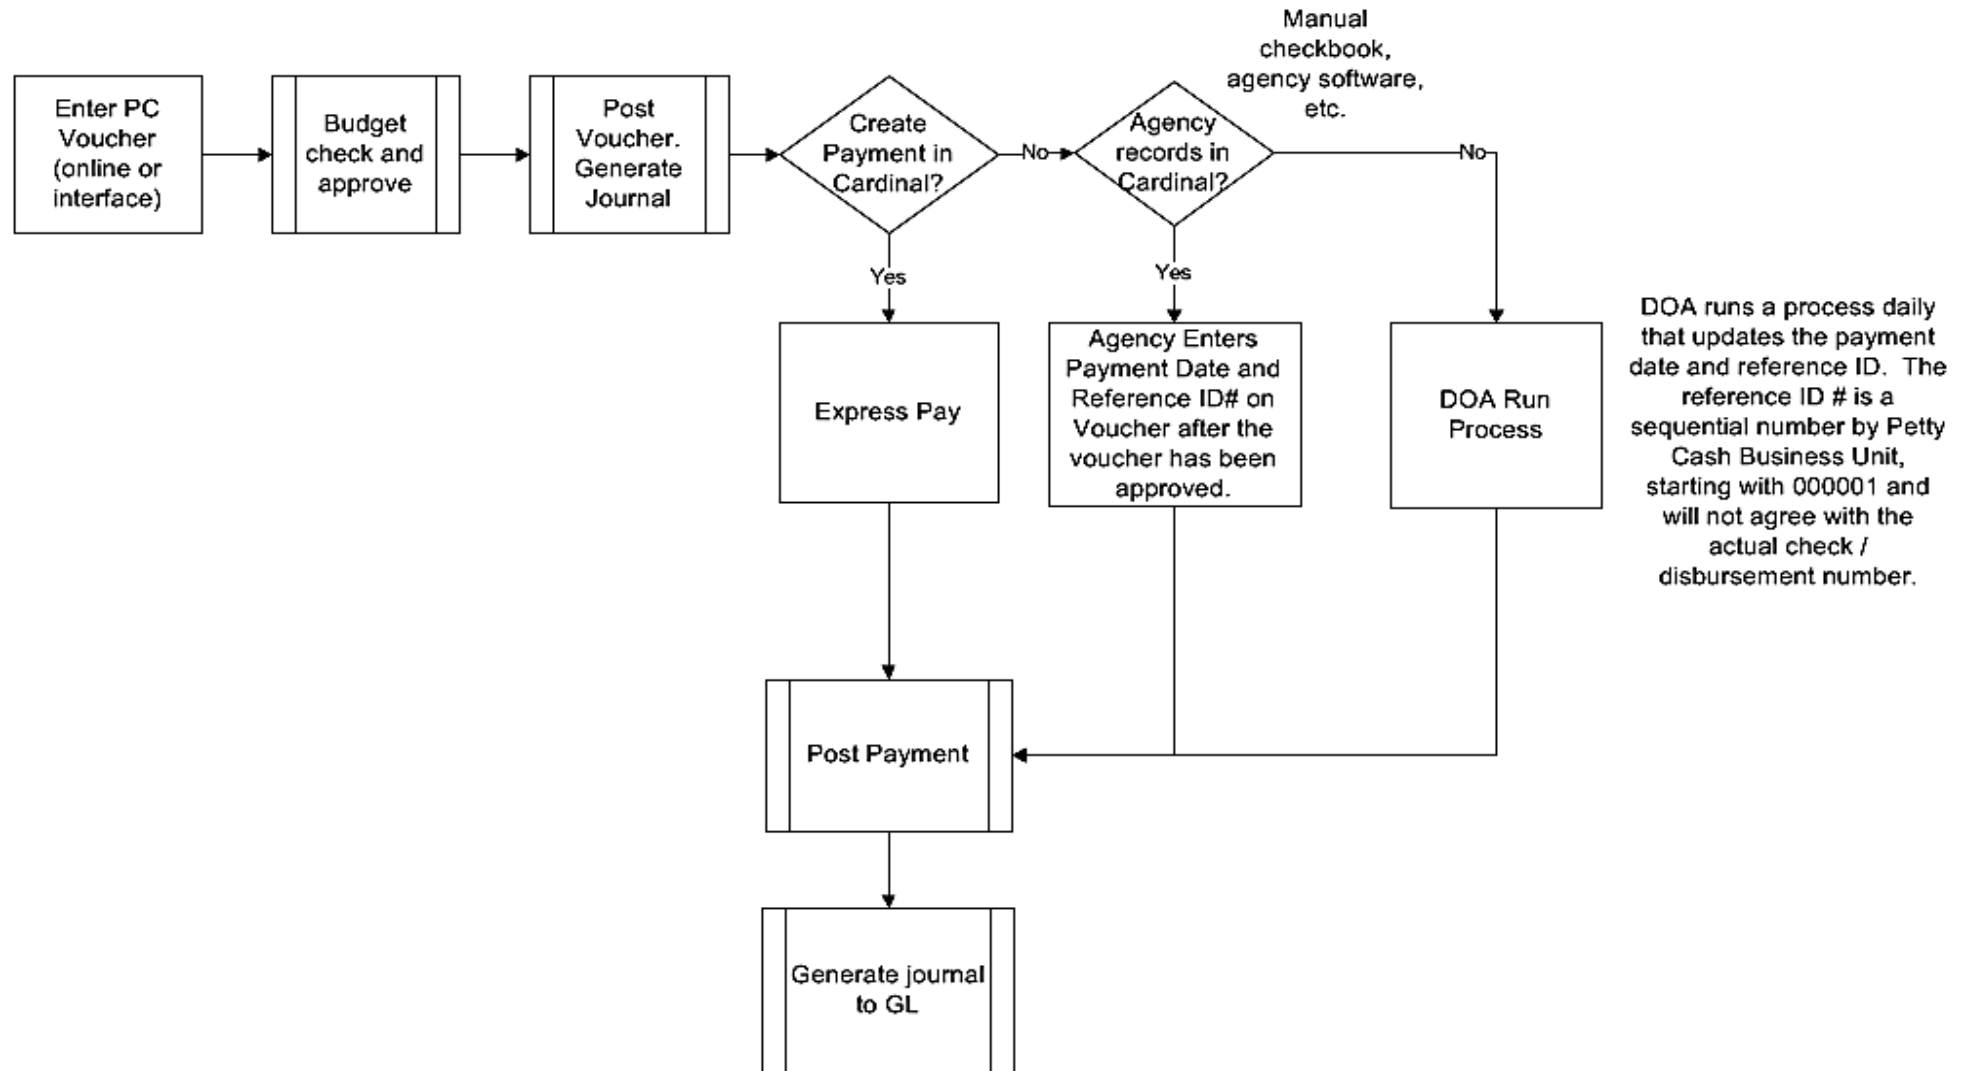 Manual
checkbook,
agency software,
etc.
Enter PC
Voucher
(online or
interface)
Budget
check and
approve
Post
Voucher.
Generate
Journal
Create
Payment in
Cardinal?
No
Agency
records in
Cardinal?
No
Yes
Yes
Express Pay
Agency Enters
Payment Date and
Reference ID# on
Voucher after the
voucher has been
approved.
DOA Run
Process
DOA runs a process daily
that updates the payment
date and reference ID.  The
reference ID # is a
sequential number by Petty
Cash Business Unit,
starting with 000001 and
will not agree with the
actual check /
disbursement number.
Post Payment
Generate journal
to GL